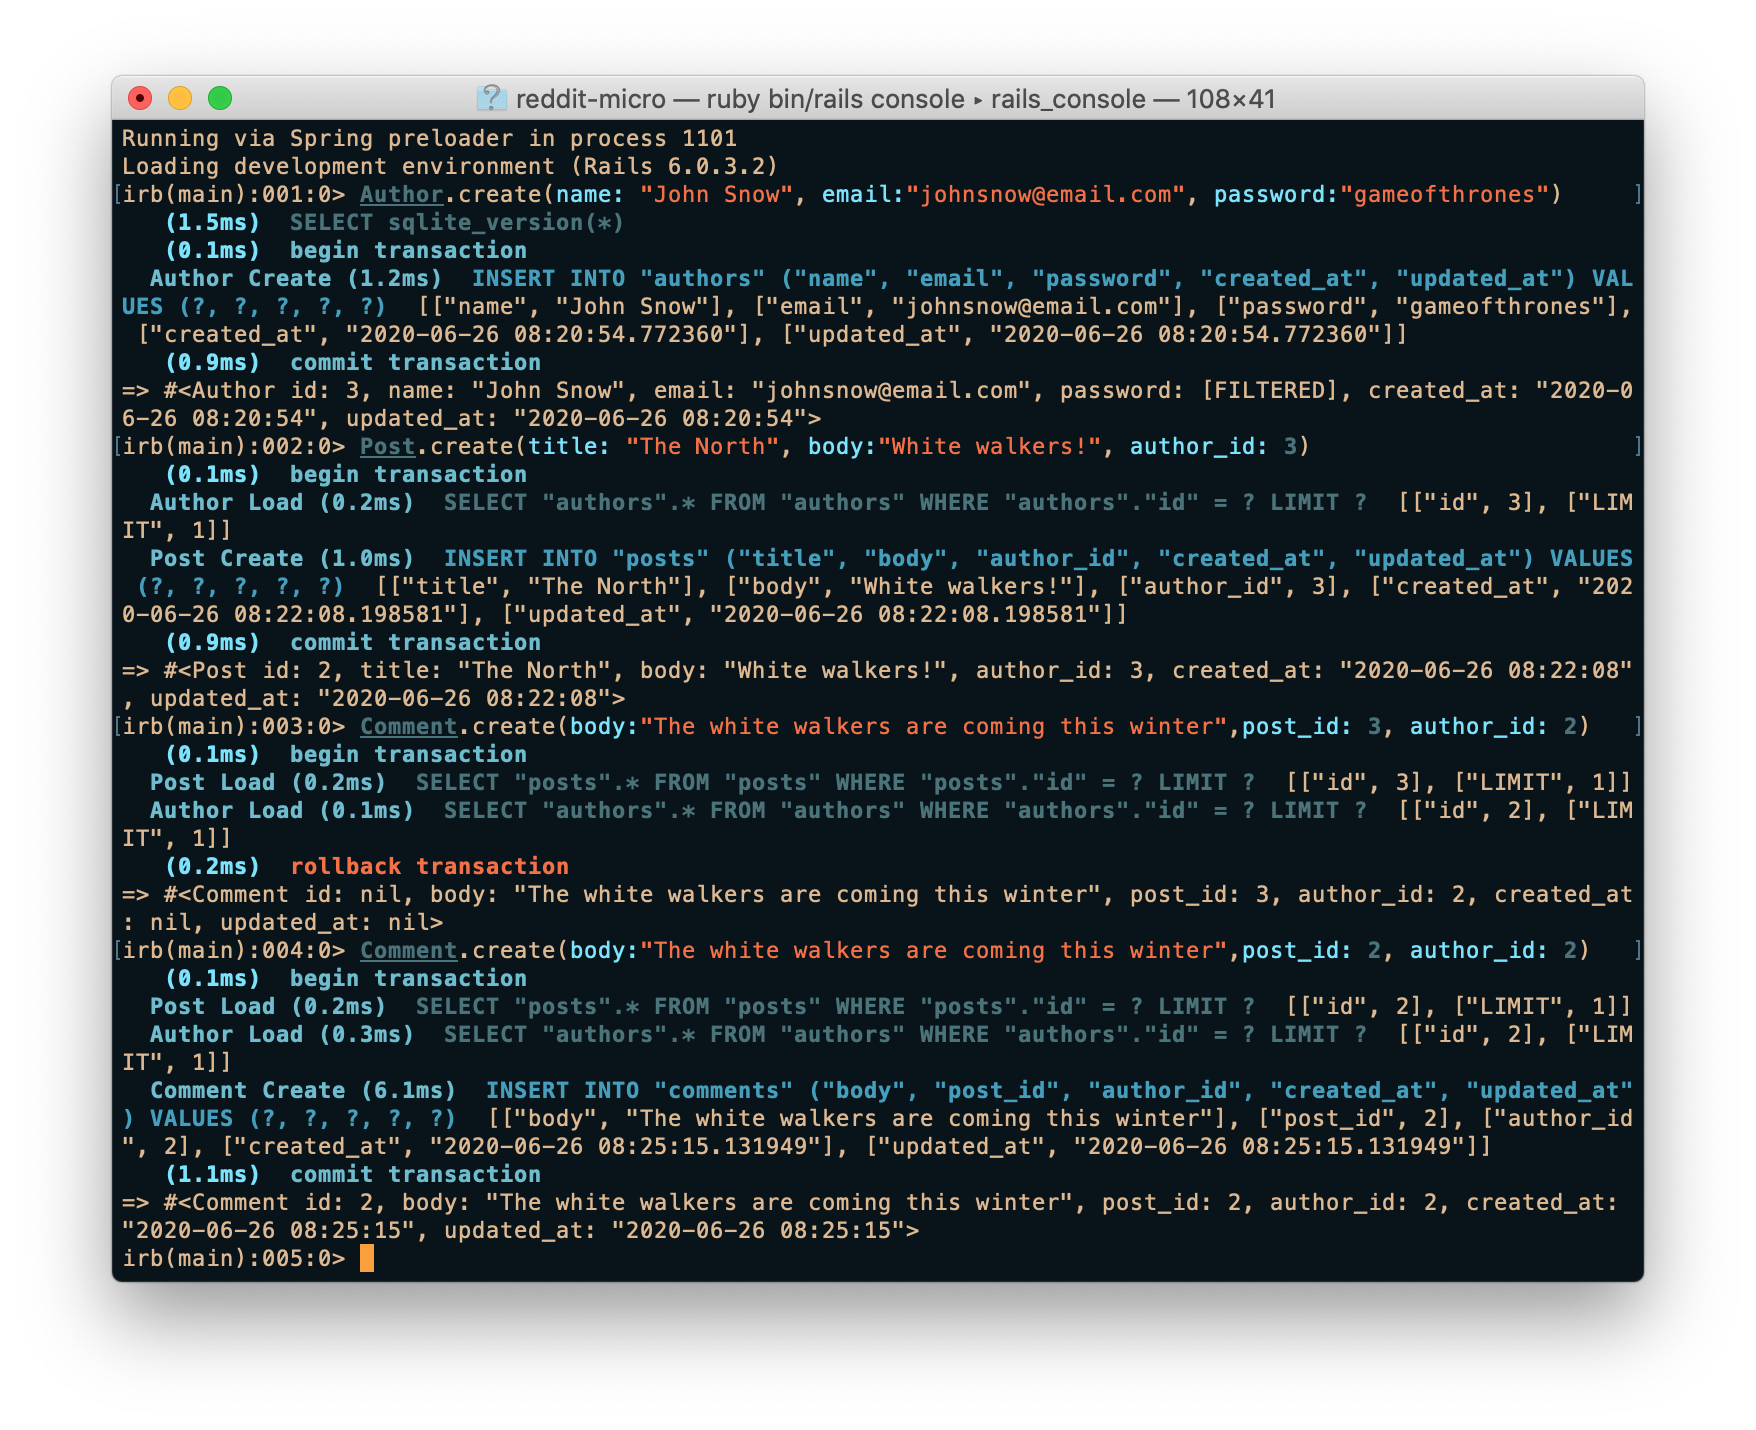 reddit-micro — ruby bin/rails console ▸ rails_console — 108×41
Running via Spring preloader in process 1101
Loading development environment (Rails 6.0.3.2)
[irb(main):001:0> Author.create(name: "John Snow", email:"johnsnow@email.com", password:"gameofthrones")     ]
   (1.5ms)  SELECT sqlite_version(*)
   (0.1ms)  begin transaction
  Author Create (1.2ms)  INSERT INTO "authors" ("name", "email", "password", "created_at", "updated_at") VAL
UES (?, ?, ?, ?, ?)  [["name", "John Snow"], ["email", "johnsnow@email.com"], ["password", "gameofthrones"],
 ["created_at", "2020-06-26 08:20:54.772360"], ["updated_at", "2020-06-26 08:20:54.772360"]]
   (0.9ms)  commit transaction
=> #<Author id: 3, name: "John Snow", email: "johnsnow@email.com", password: [FILTERED], created_at: "2020-0
6-26 08:20:54", updated_at: "2020-06-26 08:20:54">
[irb(main):002:0> Post.create(title: "The North", body:"White walkers!", author_id: 3)                       ]
   (0.1ms)  begin transaction
  Author Load (0.2ms)  SELECT "authors".* FROM "authors" WHERE "authors"."id" = ? LIMIT ?  [["id", 3], ["LIM
IT", 1]]
  Post Create (1.0ms)  INSERT INTO "posts" ("title", "body", "author_id", "created_at", "updated_at") VALUES
 (?, ?, ?, ?, ?)  [["title", "The North"], ["body", "White walkers!"], ["author_id", 3], ["created_at", "202
0-06-26 08:22:08.198581"], ["updated_at", "2020-06-26 08:22:08.198581"]]
   (0.9ms)  commit transaction
=> #<Post id: 2, title: "The North", body: "White walkers!", author_id: 3, created_at: "2020-06-26 08:22:08"
, updated_at: "2020-06-26 08:22:08">
[irb(main):003:0> Comment.create(body:"The white walkers are coming this winter",post_id: 3, author_id: 2)   ]
   (0.1ms)  begin transaction
  Post Load (0.2ms)  SELECT "posts".* FROM "posts" WHERE "posts"."id" = ? LIMIT ?  [["id", 3], ["LIMIT", 1]]
  Author Load (0.1ms)  SELECT "authors".* FROM "authors" WHERE "authors"."id" = ? LIMIT ?  [["id", 2], ["LIM
IT", 1]]
   (0.2ms)  rollback transaction
=> #<Comment id: nil, body: "The white walkers are coming this winter", post_id: 3, author_id: 2, created_at
: nil, updated_at: nil>
[irb(main):004:0> Comment.create(body:"The white walkers are coming this winter",post_id: 2, author_id: 2)   ]
   (0.1ms)  begin transaction
  Post Load (0.2ms)  SELECT "posts".* FROM "posts" WHERE "posts"."id" = ? LIMIT ?  [["id", 2], ["LIMIT", 1]]
  Author Load (0.3ms)  SELECT "authors".* FROM "authors" WHERE "authors"."id" = ? LIMIT ?  [["id", 2], ["LIM
IT", 1]]
  Comment Create (6.1ms)  INSERT INTO "comments" ("body", "post_id", "author_id", "created_at", "updated_at"
) VALUES (?, ?, ?, ?, ?)  [["body", "The white walkers are coming this winter"], ["post_id", 2], ["author_id
", 2], ["created_at", "2020-06-26 08:25:15.131949"], ["updated_at", "2020-06-26 08:25:15.131949"]]
   (1.1ms)  commit transaction
=> #<Comment id: 2, body: "The white walkers are coming this winter", post_id: 2, author_id: 2, created_at:
"2020-06-26 08:25:15", updated_at: "2020-06-26 08:25:15">
irb(main):005:0>